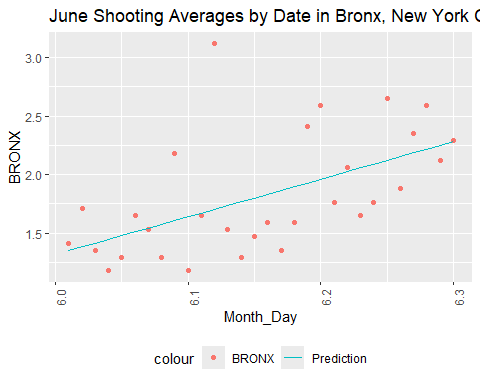 June Shooting Averages by Date in Bronx, New York C
3.0
2.5
2.0
1.5
BRONX
6.0
6.1
6.2
6.3
Month_Day
colour BRONX Prediction